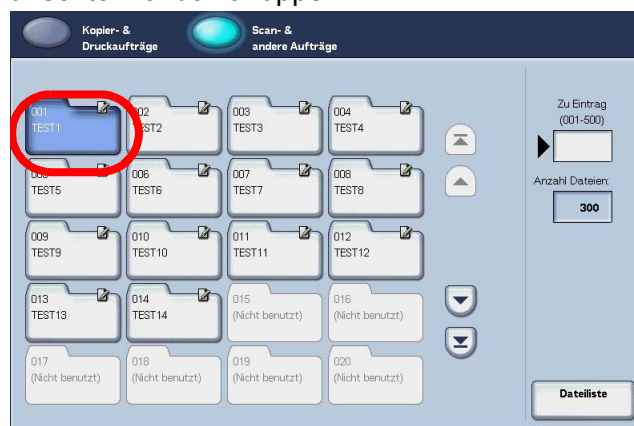 Kopier- &
Druckaufträge
Scan- &
andere Aufträge
001
TEST1
002
TEST2
003
TEST3
004
TEST4
Zu Eintrag
(001-500)
005
TEST5
006
TEST6
007
TEST7
008
TEST8
Anzahl Dateien:
300
009
TEST9
010
TEST10
011
TEST11
012
TEST12
013
TEST13
014
TEST14
015
(Nicht benutzt)
016
(Nicht benutzt)
017
(Nicht benutzt)
018
(Nicht benutzt)
019
(Nicht benutzt)
020
(Nicht benutzt)
Dateiliste